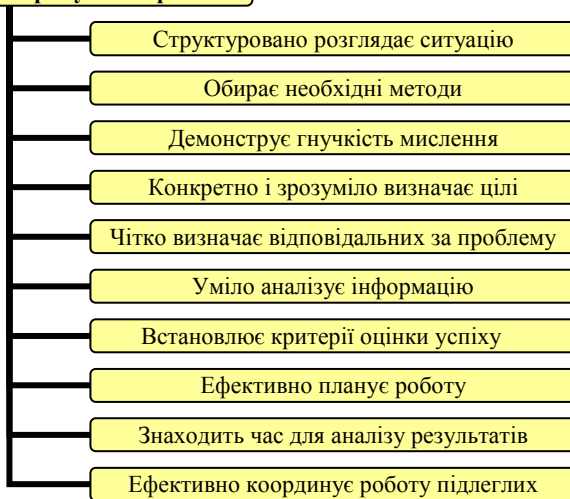 Структуровано розглядає ситуацію
Обирає необхідні методи
Демонструє гнучкість мислення
Конкретно і зрозуміло визначає цілі
Чітко визначає відповідальних за проблему
Уміло аналізує інформацію
Встановлює критерії оцінки успіху
Ефективно планує роботу
Знаходить час для аналізу результатів
Ефективно координує роботу підлеглих